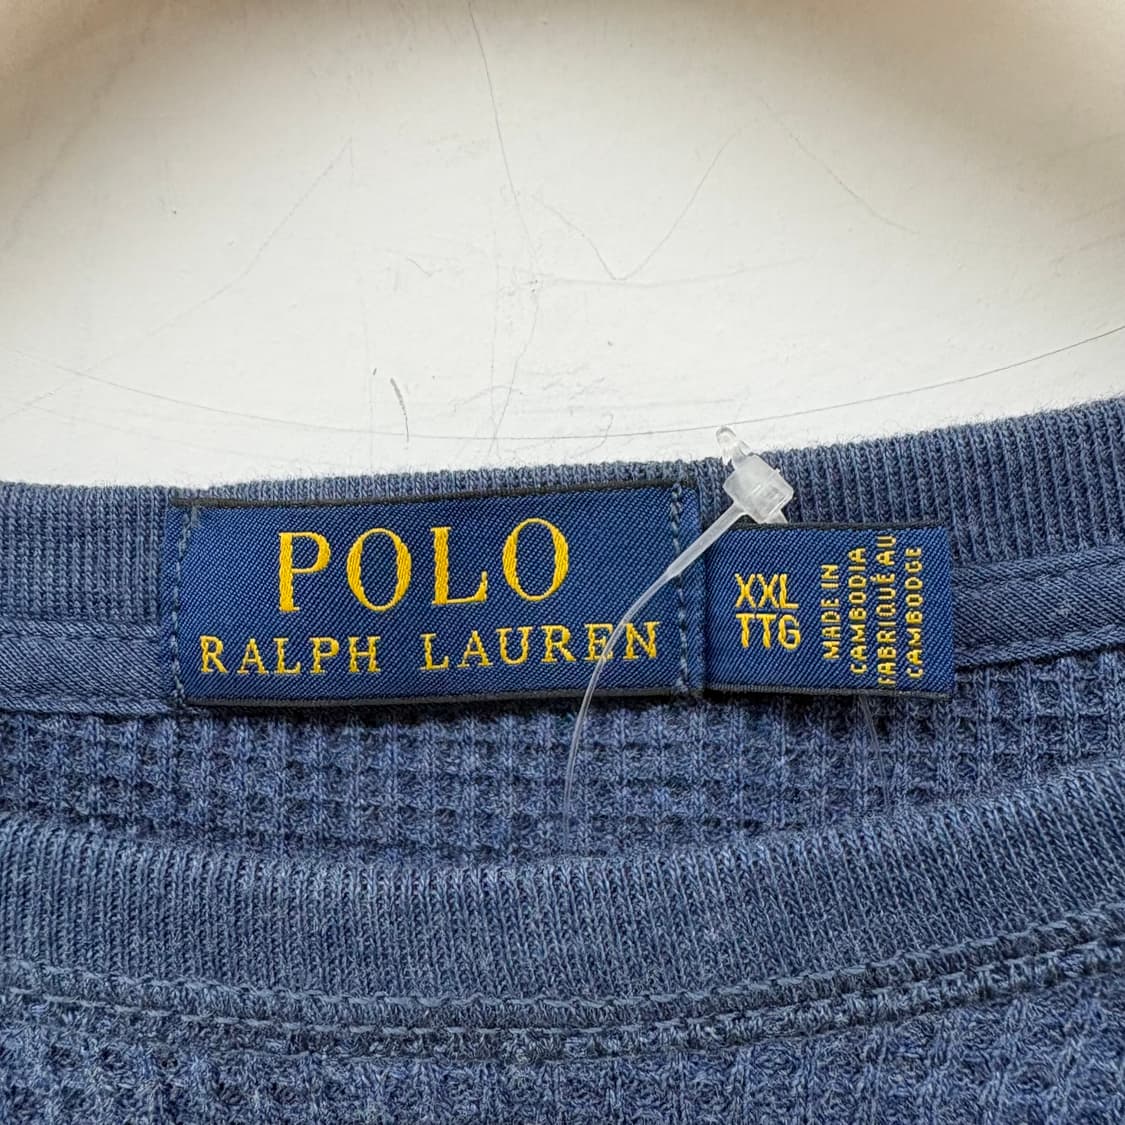 POLO
RALPH LAUREN
XXL
TTG
MADE IN
CAMBODIA
FABRIQUÉ AU
CAMBODGE